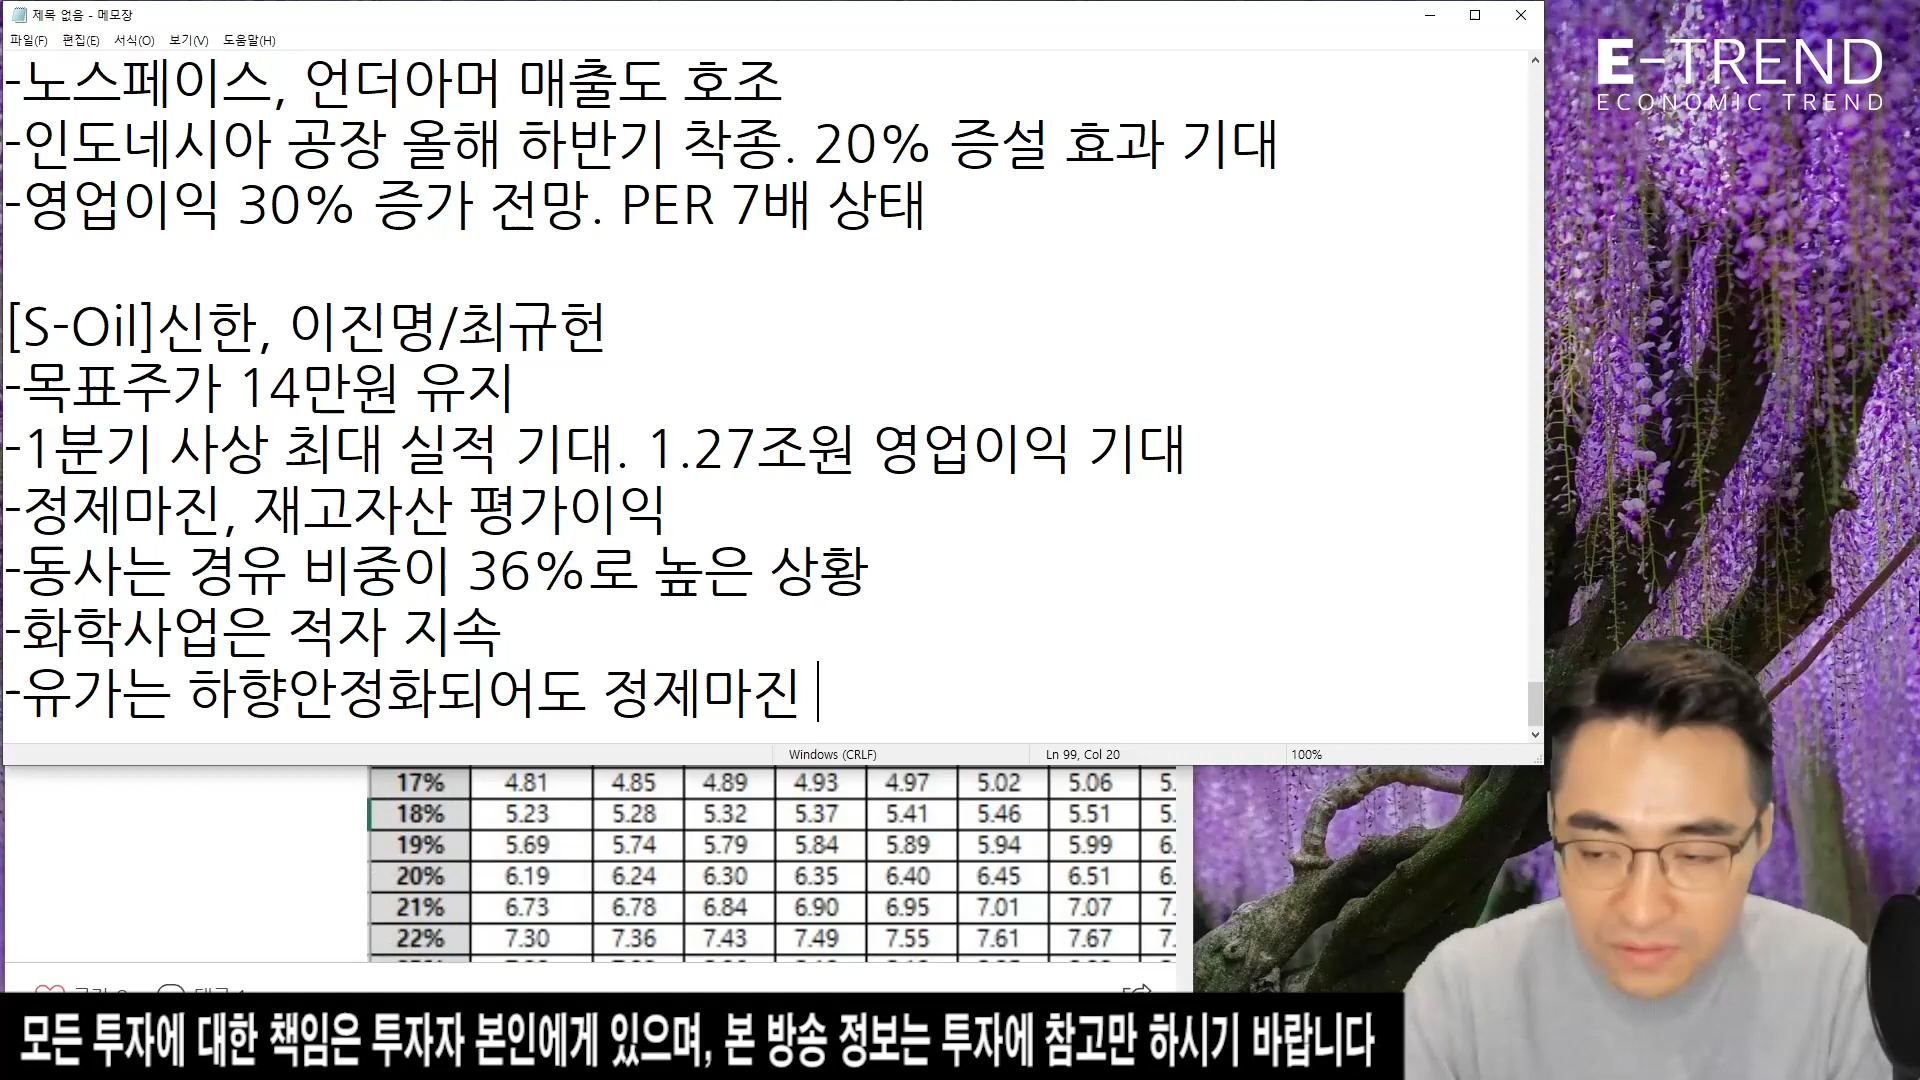 제목 없음 - 메모장
파일(F) 편집(E) 서식(O) 보기(V) 도움말(H)
-노스페이스, 언더아머 매출도 호조
-인도네시아 공장 올해 하반기 착종. 20% 증설 효과 기대
-영업이익 30% 증가 전망. PER 7배 상태
[S-Oil]신한, 이진명/최규헌
-목표주가 14만원 유지
-1분기 사상 최대 실적 기대. 1.27조원 영업이익 기대
-정제마진, 재고자산 평가이익
-동사는 경유 비중이 36%로 높은 상황
-화학사업은 적자 지속
-유가는 하향안정화되어도 정제마진
Windows (CRLF) Ln 99, Col 20 100%
E-TREND
ECONOMIC TREND
17% 4.81 4.85 4.89 4.93 4.97 5.02 5.06 5.
18% 5.23 5.28 5.32 5.37 5.41 5.46 5.51 5.
19% 5.69 5.74 5.79 5.84 5.89 5.94 5.99 6.
20% 6.19 6.24 6.30 6.35 6.40 6.45 6.51 6.
21% 6.73 6.78 6.84 6.90 6.95 7.01 7.07 7.
22% 7.30 7.36 7.43 7.49 7.55 7.61 7.67 7.
모든 투자에 대한 책임은 투자자 본인에게 있으며, 본 방송 정보는 투자에 참고만 하시기 바랍니다